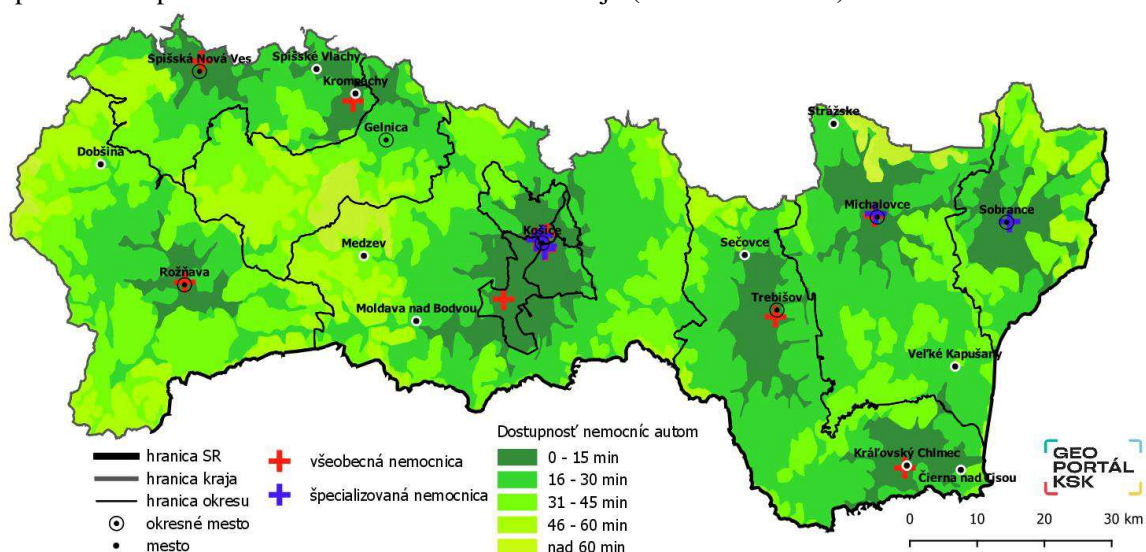 Spišská Nová Ves
Spišské Vlachy
Krompachy
Gelnica
Dobšiná
Strážske
Michalovce
Sobrance
Košice
Medzev
Sečovce
Rožňava
Moldava nad Bodvou
Trebišov
Veľké Kapušany
Kráľovský Chlmec
Čierna nad Tisou
hranica SR
hranica kraja
hranica okresu
okresné mesto
mesto
všeobecná nemocnica
špecializovaná nemocnica
Dostupnosť nemocníc autom
0 - 15 min
16 - 30 min
31 - 45 min
46 - 60 min
nad 60 min
GEO
PORTÁL
KSK
0 10 20 30 km